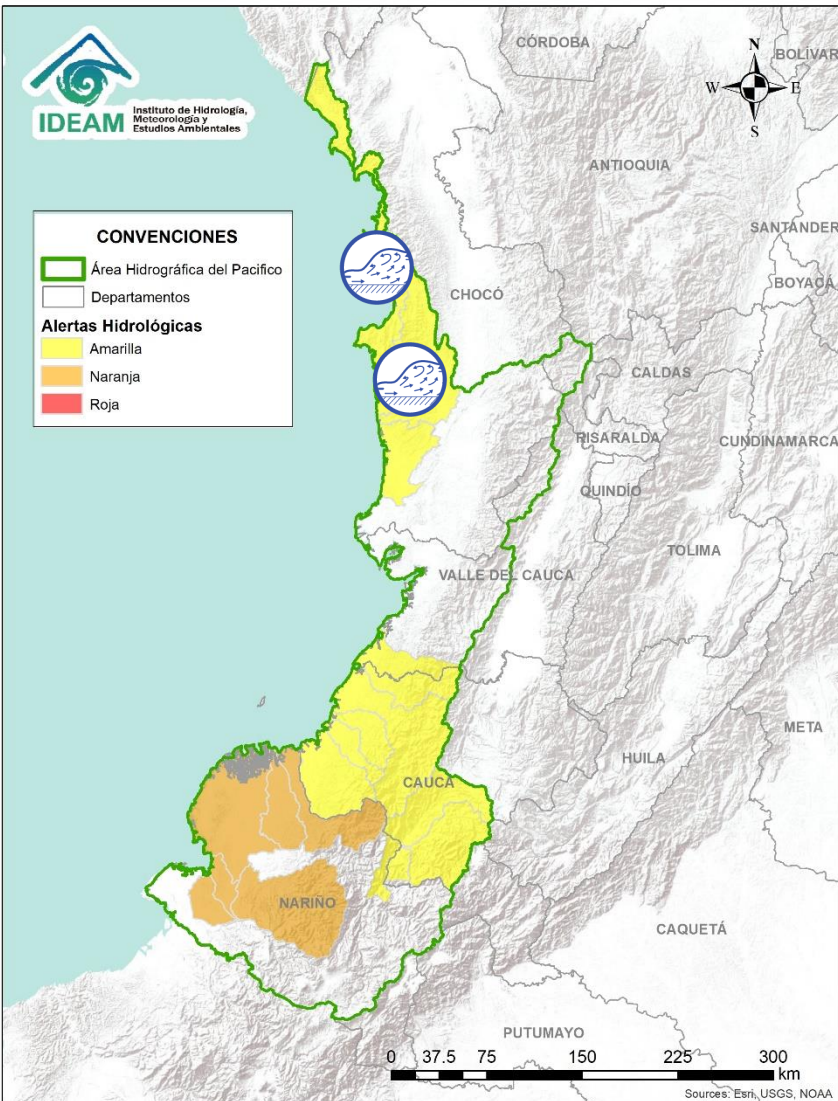 IDEAM
Instituto de Hidrología,
Meteorología y
Estudios Ambientales
CONVENCIONES
Área Hidrográfica del Pacifico
Departamentos
Alertas Hidrológicas
Amarilla
Naranja
Roja
N
W
E
S
CÓRDOBA
BOLÍVAR
ANTIOQUIA
SANTANDER
BOYACÁ
CHOCÓ
CALDAS
RISARALDA
CUNDINAMARCA
QUINDÍO
TOLIMA
VALLE DEL CAUCA
META
HUILA
CAUCA
NARIÑO
CAQUETÁ
PUTUMAYO
0 37.5 75 150 225 300
km
Sources: Esri, USGS, NOAA